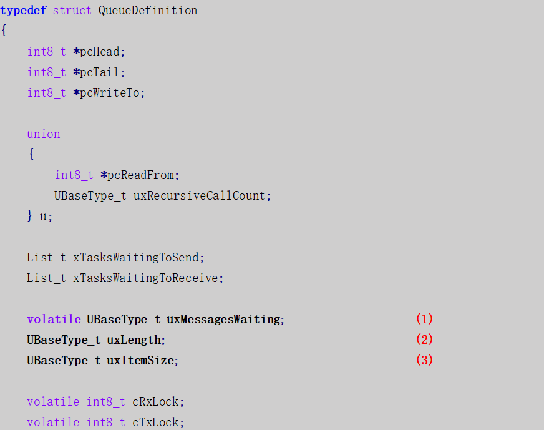 typedef struct QueueDefinition
{
int8_t *pcHead;
int8_t *pcTail;
int8_t *pcWriteTo;
union
{
int8_t *pcReadFrom;
UBaseType_t uxRecursiveCallCount;
} u;
List_t xTasksWaitingToSend;
List_t xTasksWaitingToReceive;
volatile UBaseType_t uxMessagesWaiting; (1)
UBaseType_t uxLength; (2)
UBaseType_t uxItemSize; (3)
volatile int8_t cRxLock;
volatile int8_t cTxLock;